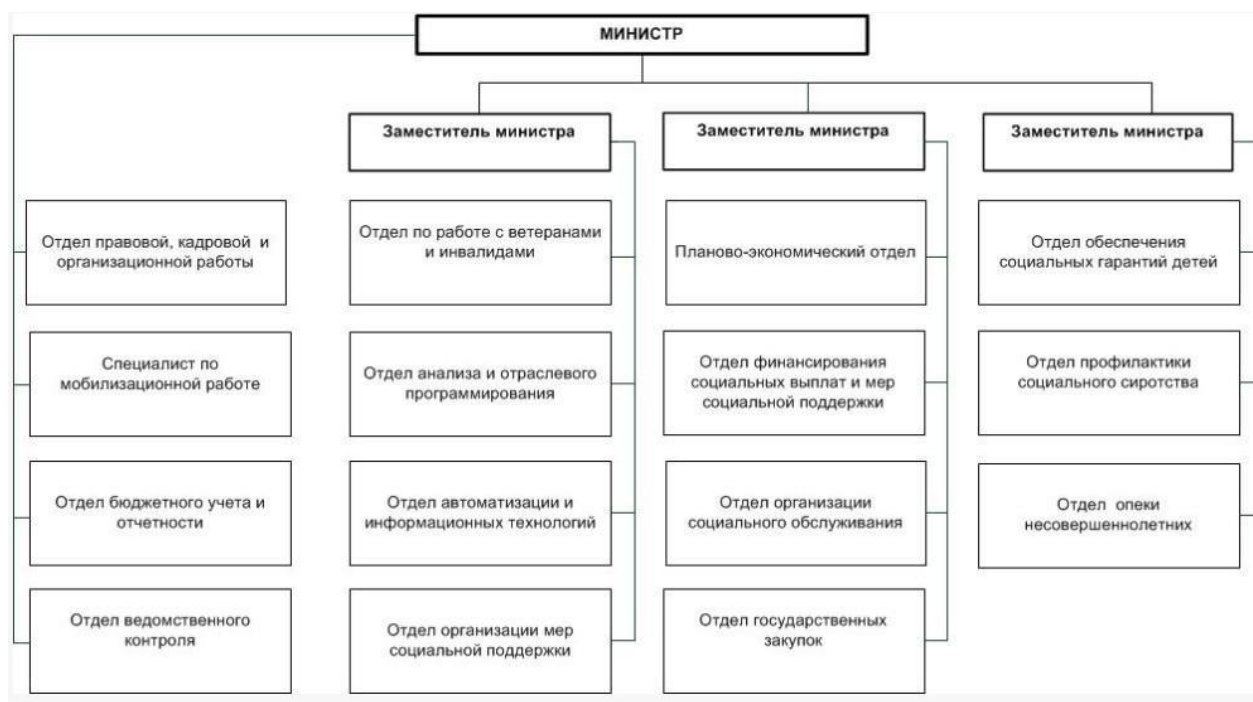 МИНИСТР
Заместитель министра
Заместитель министра
Заместитель министра
Отдел правовой, кадровой и
организационной работы
Отдел по работе с ветеранами
и инвалидами
Планово-экономический отдел
Отдел обеспечения
социальных гарантий детей
Специалист по
мобилизационной работе
Отдел анализа и отраслевого
программирования
Отдел финансирования
социальных выплат и мер
социальной поддержки
Отдел профилактики
социального сиротства
Отдел бюджетного учета и
отчетности
Отдел автоматизации и
информационных технологий
Отдел организации
социального обслуживания
Отдел опеки
несовершеннолетних
Отдел ведомственного
контроля
Отдел организации мер
социальной поддержки
Отдел государственных
закупок